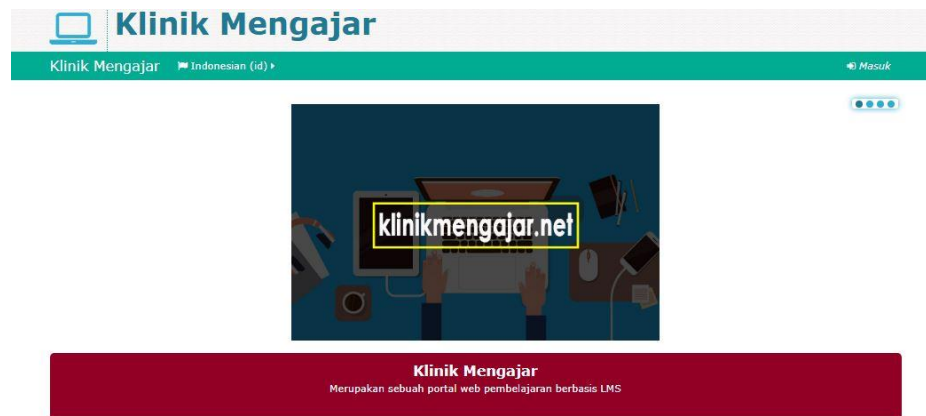 Klinik Mengajar
Klinik Mengajar Indonesian (id) Masuk
klinikmengajar.net
Klinik Mengajar
Merupakan sebuah portal web pembelajaran berbasis LMS